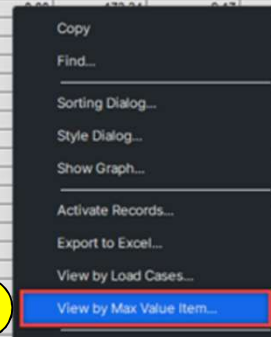 Copy
Find...
Sorting Dialog...
Style Dialog...
Show Graph...
Activate Records...
Export to Excel...
View by Load Cases...
View by Max Value Item...